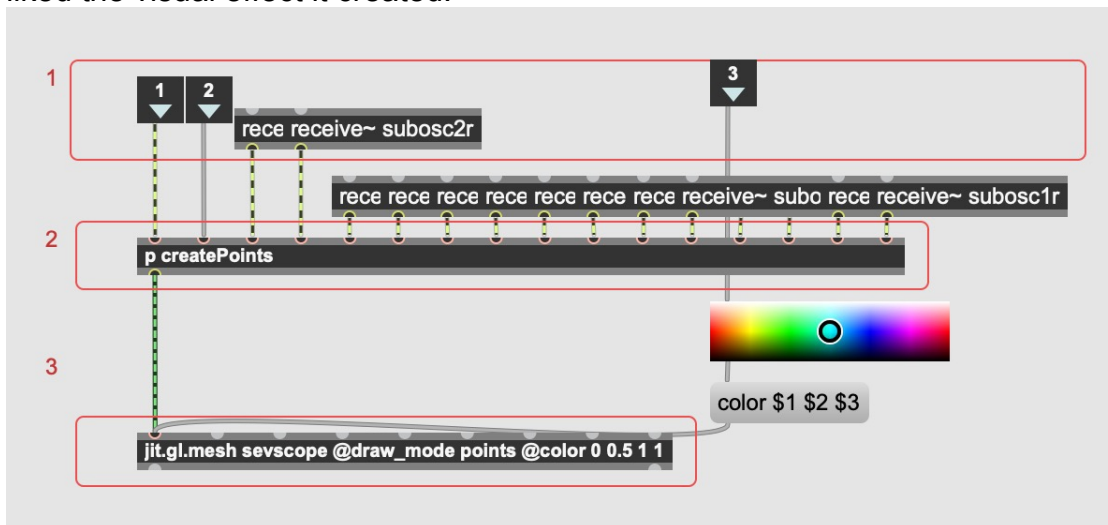 liked the visual effect it created.
1
1 2
3
rece receive~ subosc2r
rece rece rece rece rece rece rece receive~ subo rece receive~ subosc1r
2
p createPoints
3
color $1 $2 $3
jit.gl.mesh sevscope @draw_mode points @color 0 0.5 1 1